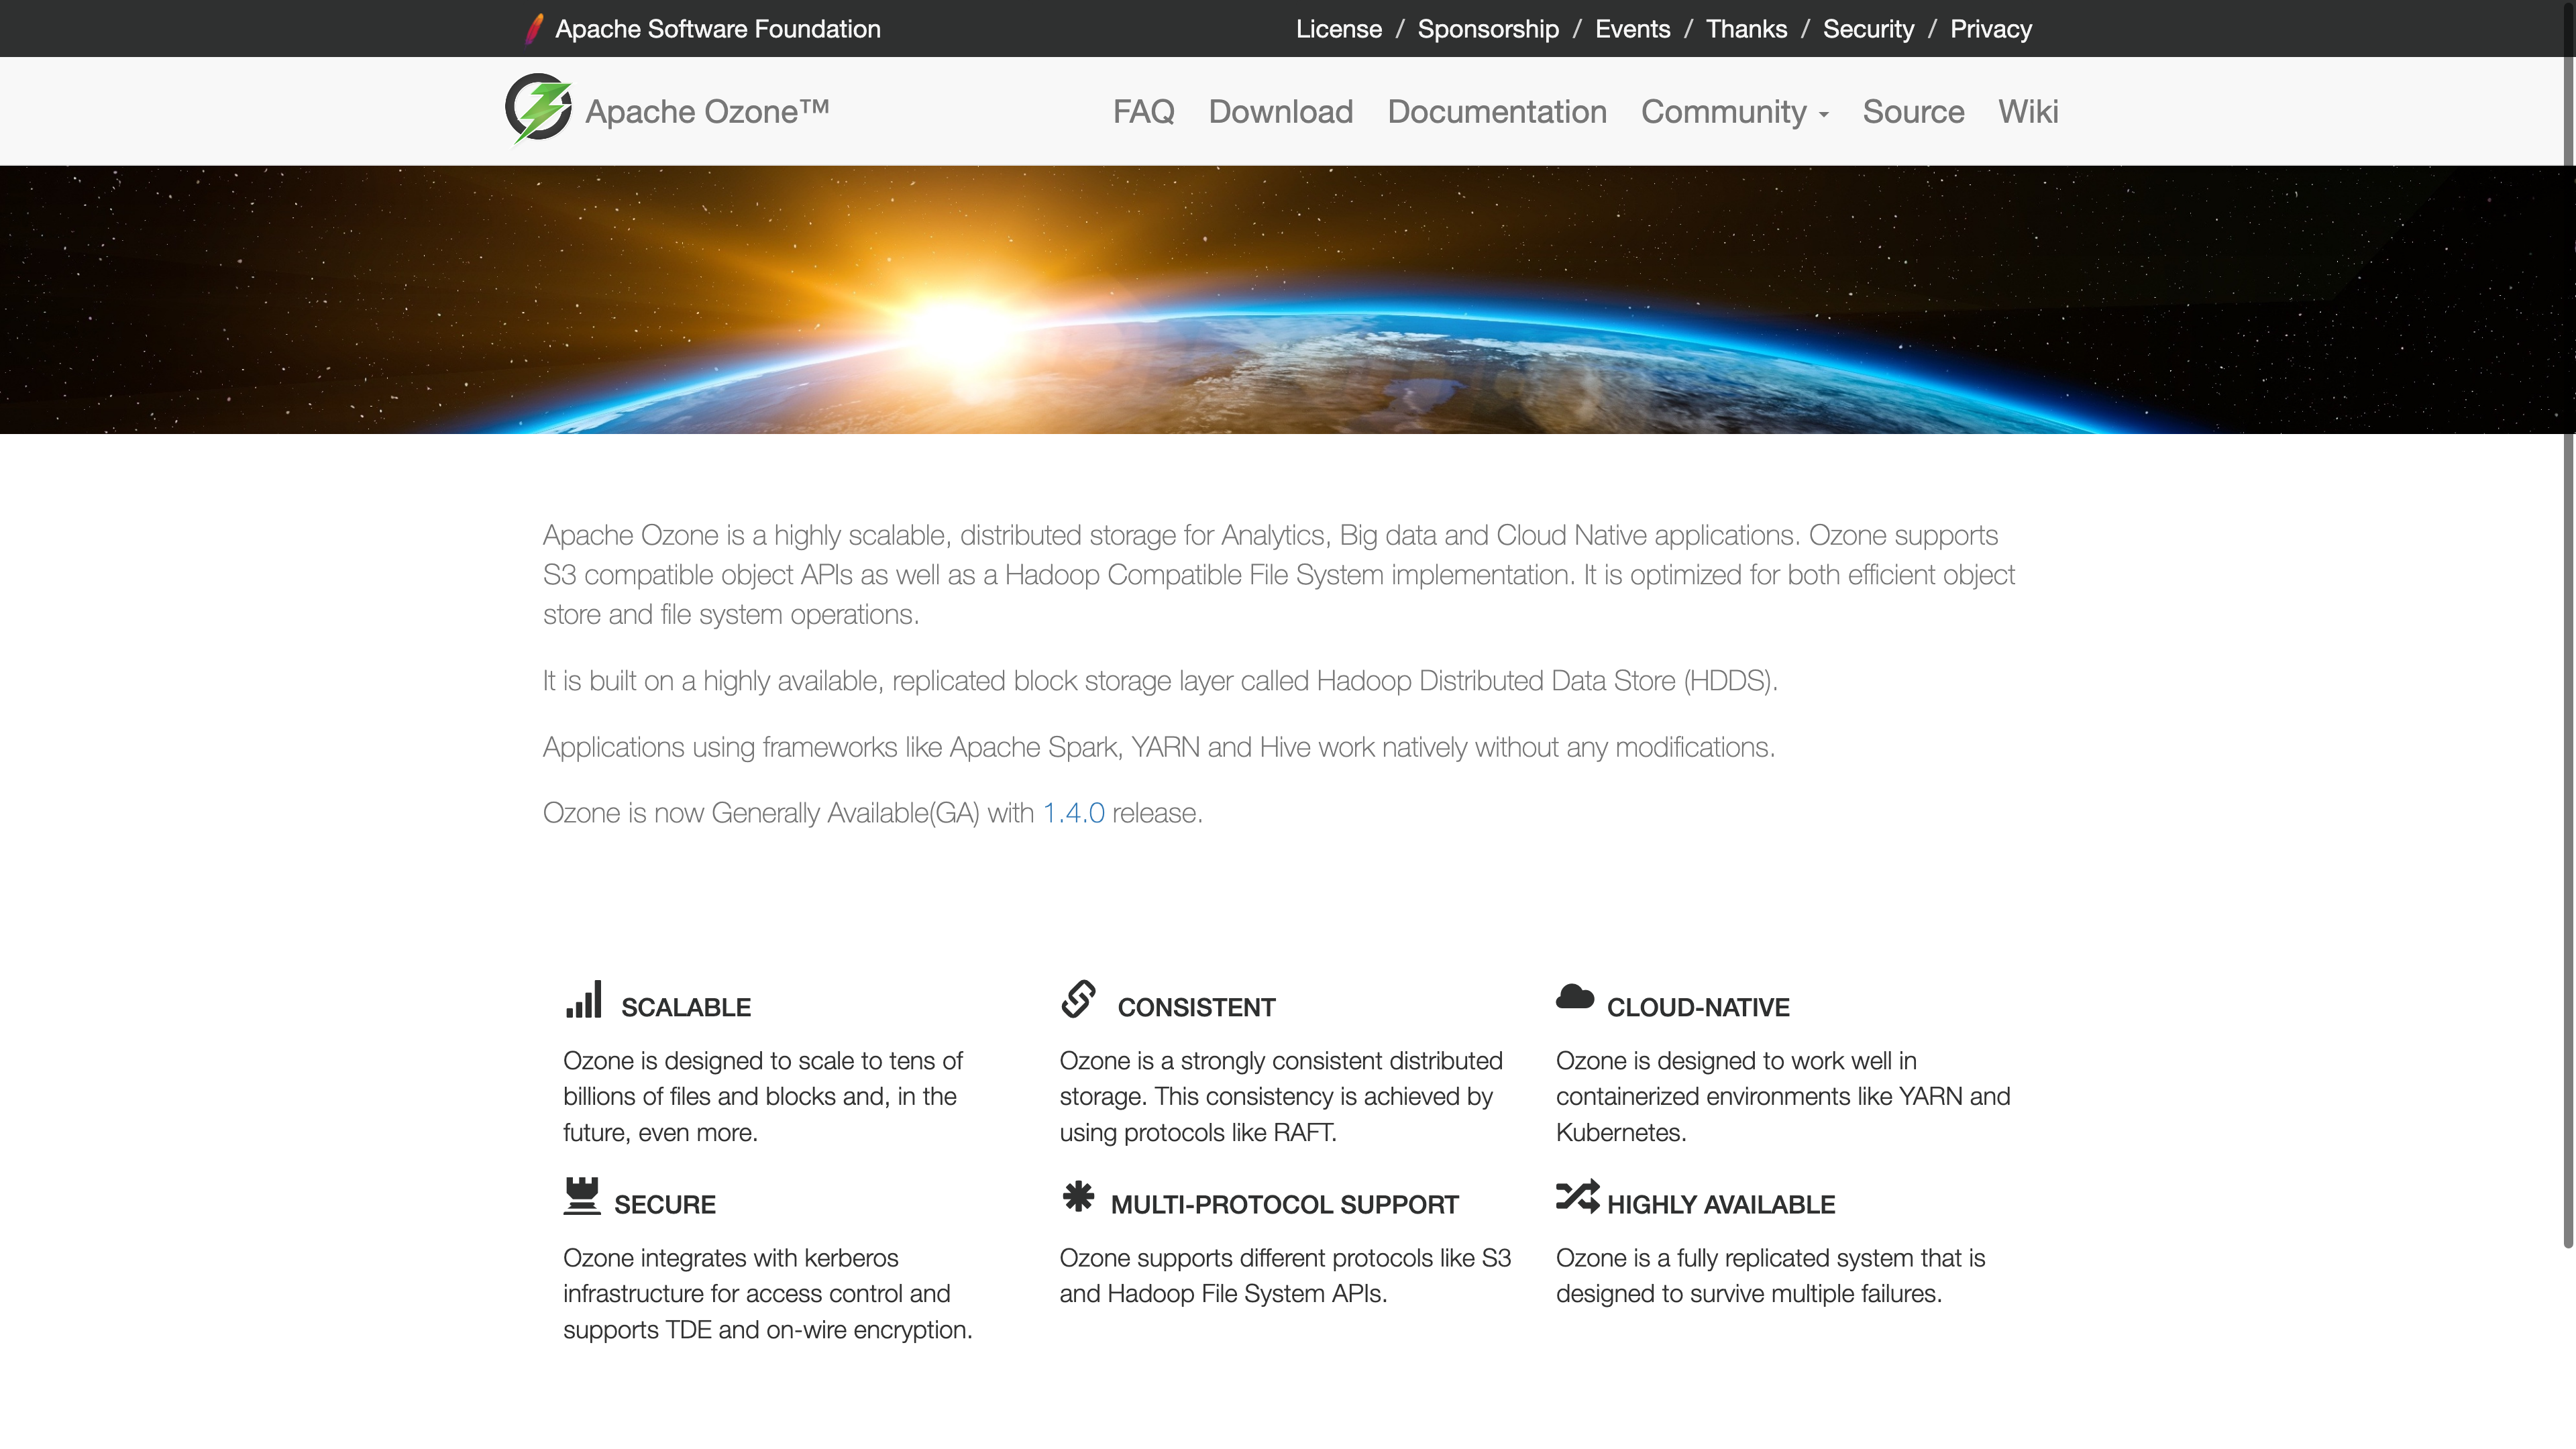 Apache Software Foundation
License / Sponsorship / Events / Thanks / Security / Privacy
Apache Ozone™
FAQ Download Documentation Community Source Wiki
Apache Ozone is a highly scalable, distributed storage for Analytics, Big data and Cloud Native applications. Ozone supports
S3 compatible object APIs as well as a Hadoop Compatible File System implementation. It is optimized for both efficient object
store and file system operations.
It is built on a highly available, replicated block storage layer called Hadoop Distributed Data Store (HDDS).
Applications using frameworks like Apache Spark, YARN and Hive work natively without any modifications.
Ozone is now Generally Available(GA) with 1.4.0 release.
SCALABLE
Ozone is designed to scale to tens of
billions of files and blocks and, in the
future, even more.
CONSISTENT
Ozone is a strongly consistent distributed
storage. This consistency is achieved by
using protocols like RAFT.
CLOUD-NATIVE
Ozone is designed to work well in
containerized environments like YARN and
Kubernetes.
SECURE
Ozone integrates with kerberos
infrastructure for access control and
supports TDE and on-wire encryption.
MULTI-PROTOCOL SUPPORT
Ozone supports different protocols like S3
and Hadoop File System APIs.
HIGHLY AVAILABLE
Ozone is a fully replicated system that is
designed to survive multiple failures.